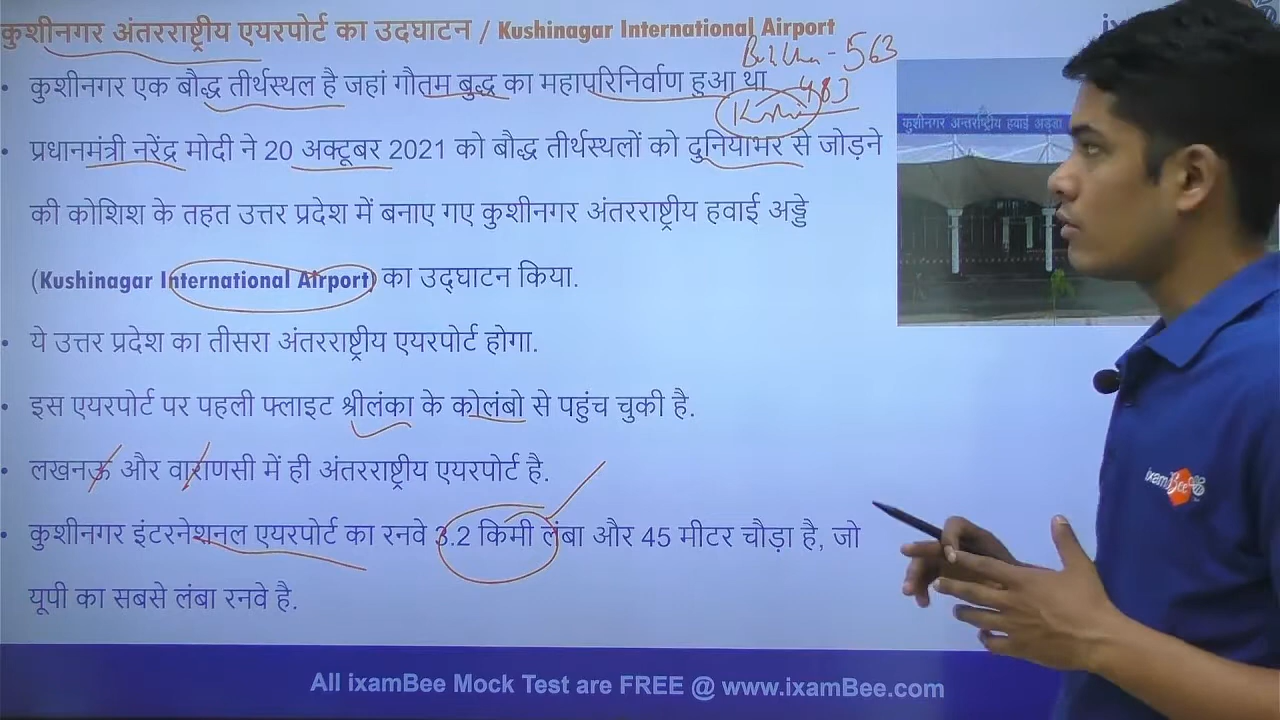 कुशीनगर अंतरराष्ट्रीय एयरपोर्ट का उदघाटन / Kushinagar International Airport
563
• कुशीनगर एक बौद्ध तीर्थस्थल है जहां गौतम बुद्ध का महापरिनिर्वाण हुआ था
483
• प्रधानमंत्री नरेंद्र मोदी ने 20 अक्टूबर 2021 को बौद्ध तीर्थस्थलों को दुनियाभर से जोड़ने
की कोशिश के तहत उत्तर प्रदेश में बनाए गए कुशीनगर अंतरराष्ट्रीय हवाई अड्डे
(Kushinagar International Airport) का उद्घाटन किया.
• ये उत्तर प्रदेश का तीसरा अंतरराष्ट्रीय एयरपोर्ट होगा.
• इस एयरपोर्ट पर पहली फ्लाइट श्रीलंका के कोलंबो से पहुंच चुकी है.
• लखनऊ और वाराणसी में ही अंतरराष्ट्रीय एयरपोर्ट है.
• कुशीनगर इंटरनेशनल एयरपोर्ट का रनवे 3.2 किमी लंबा और 45 मीटर चौड़ा है, जो
यूपी का सबसे लंबा रनवे है.
कुशीनगर अन्तर्राष्ट्रीय हवाई अड्डा
ixamBee
All ixamBee Mock Test are FREE @ www.ixamBee.com